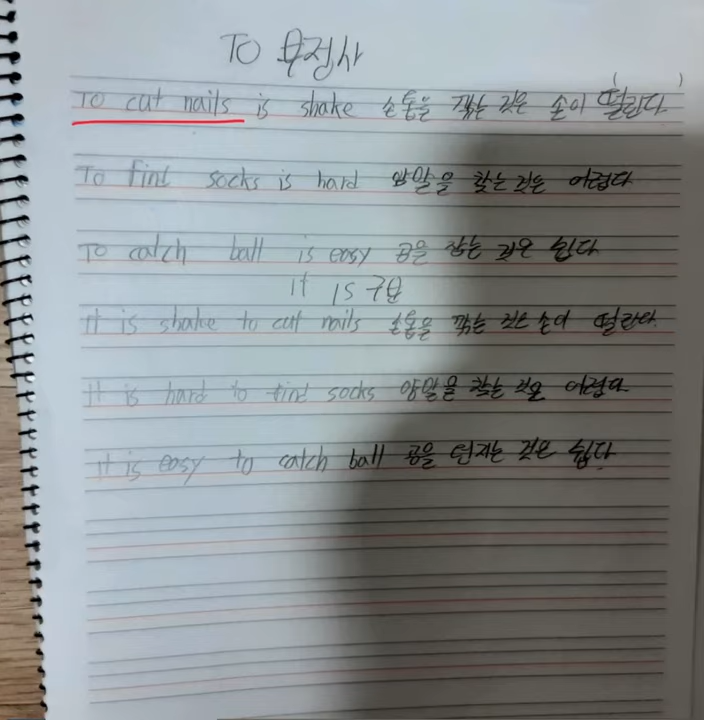 TO 부정사
To cut nails is shake 손톱을 깎는 것은 손이 (떨린다)
To find socks is hard 양말을 찾는 것은 어렵다
To catch ball is easy 공을 잡는 것은 쉽다
it is 구문
It is shake to cut nails 손톱을 깎는 것은 손이 떨린다.
It is hard to find socks 양말을 찾는 것은 어렵다
It is easy to catch ball 공을 던지는 것은 쉽다.